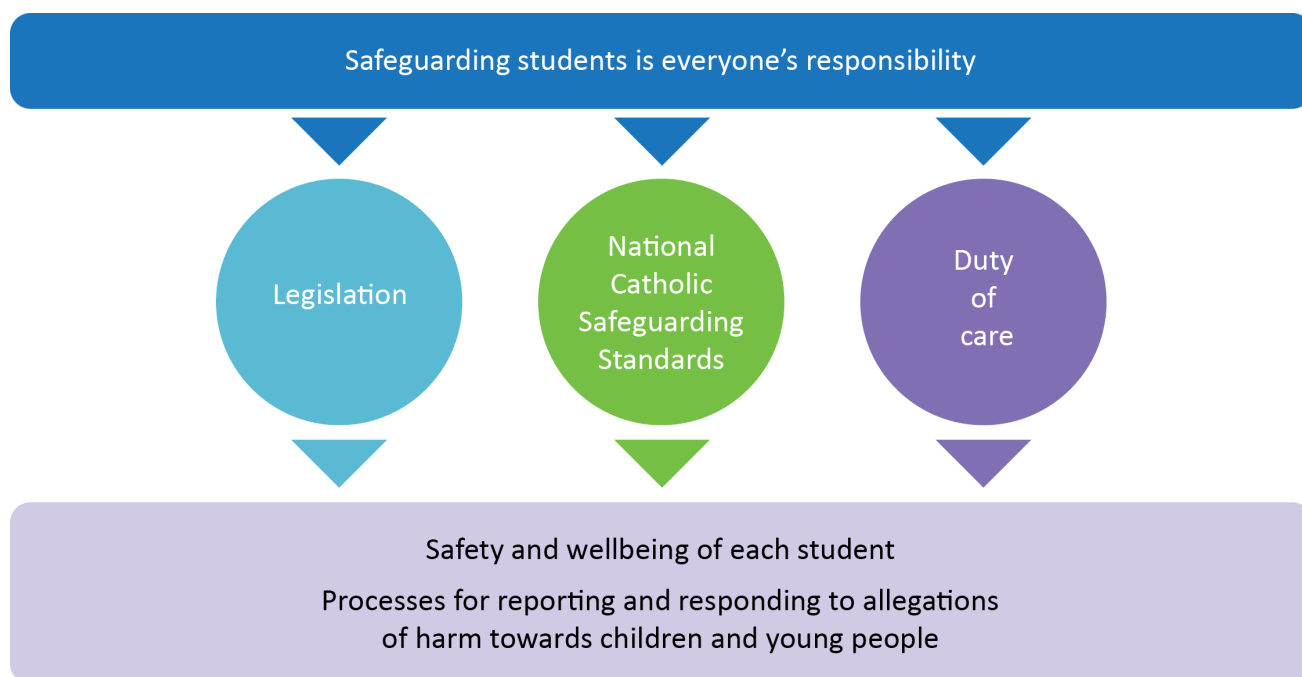 Safeguarding students is everyone’s responsibility
Legislation
National
Catholic
Safeguarding
Standards
Duty
of
care
Safety and wellbeing of each student
Processes for reporting and responding to allegations
of harm towards children and young people